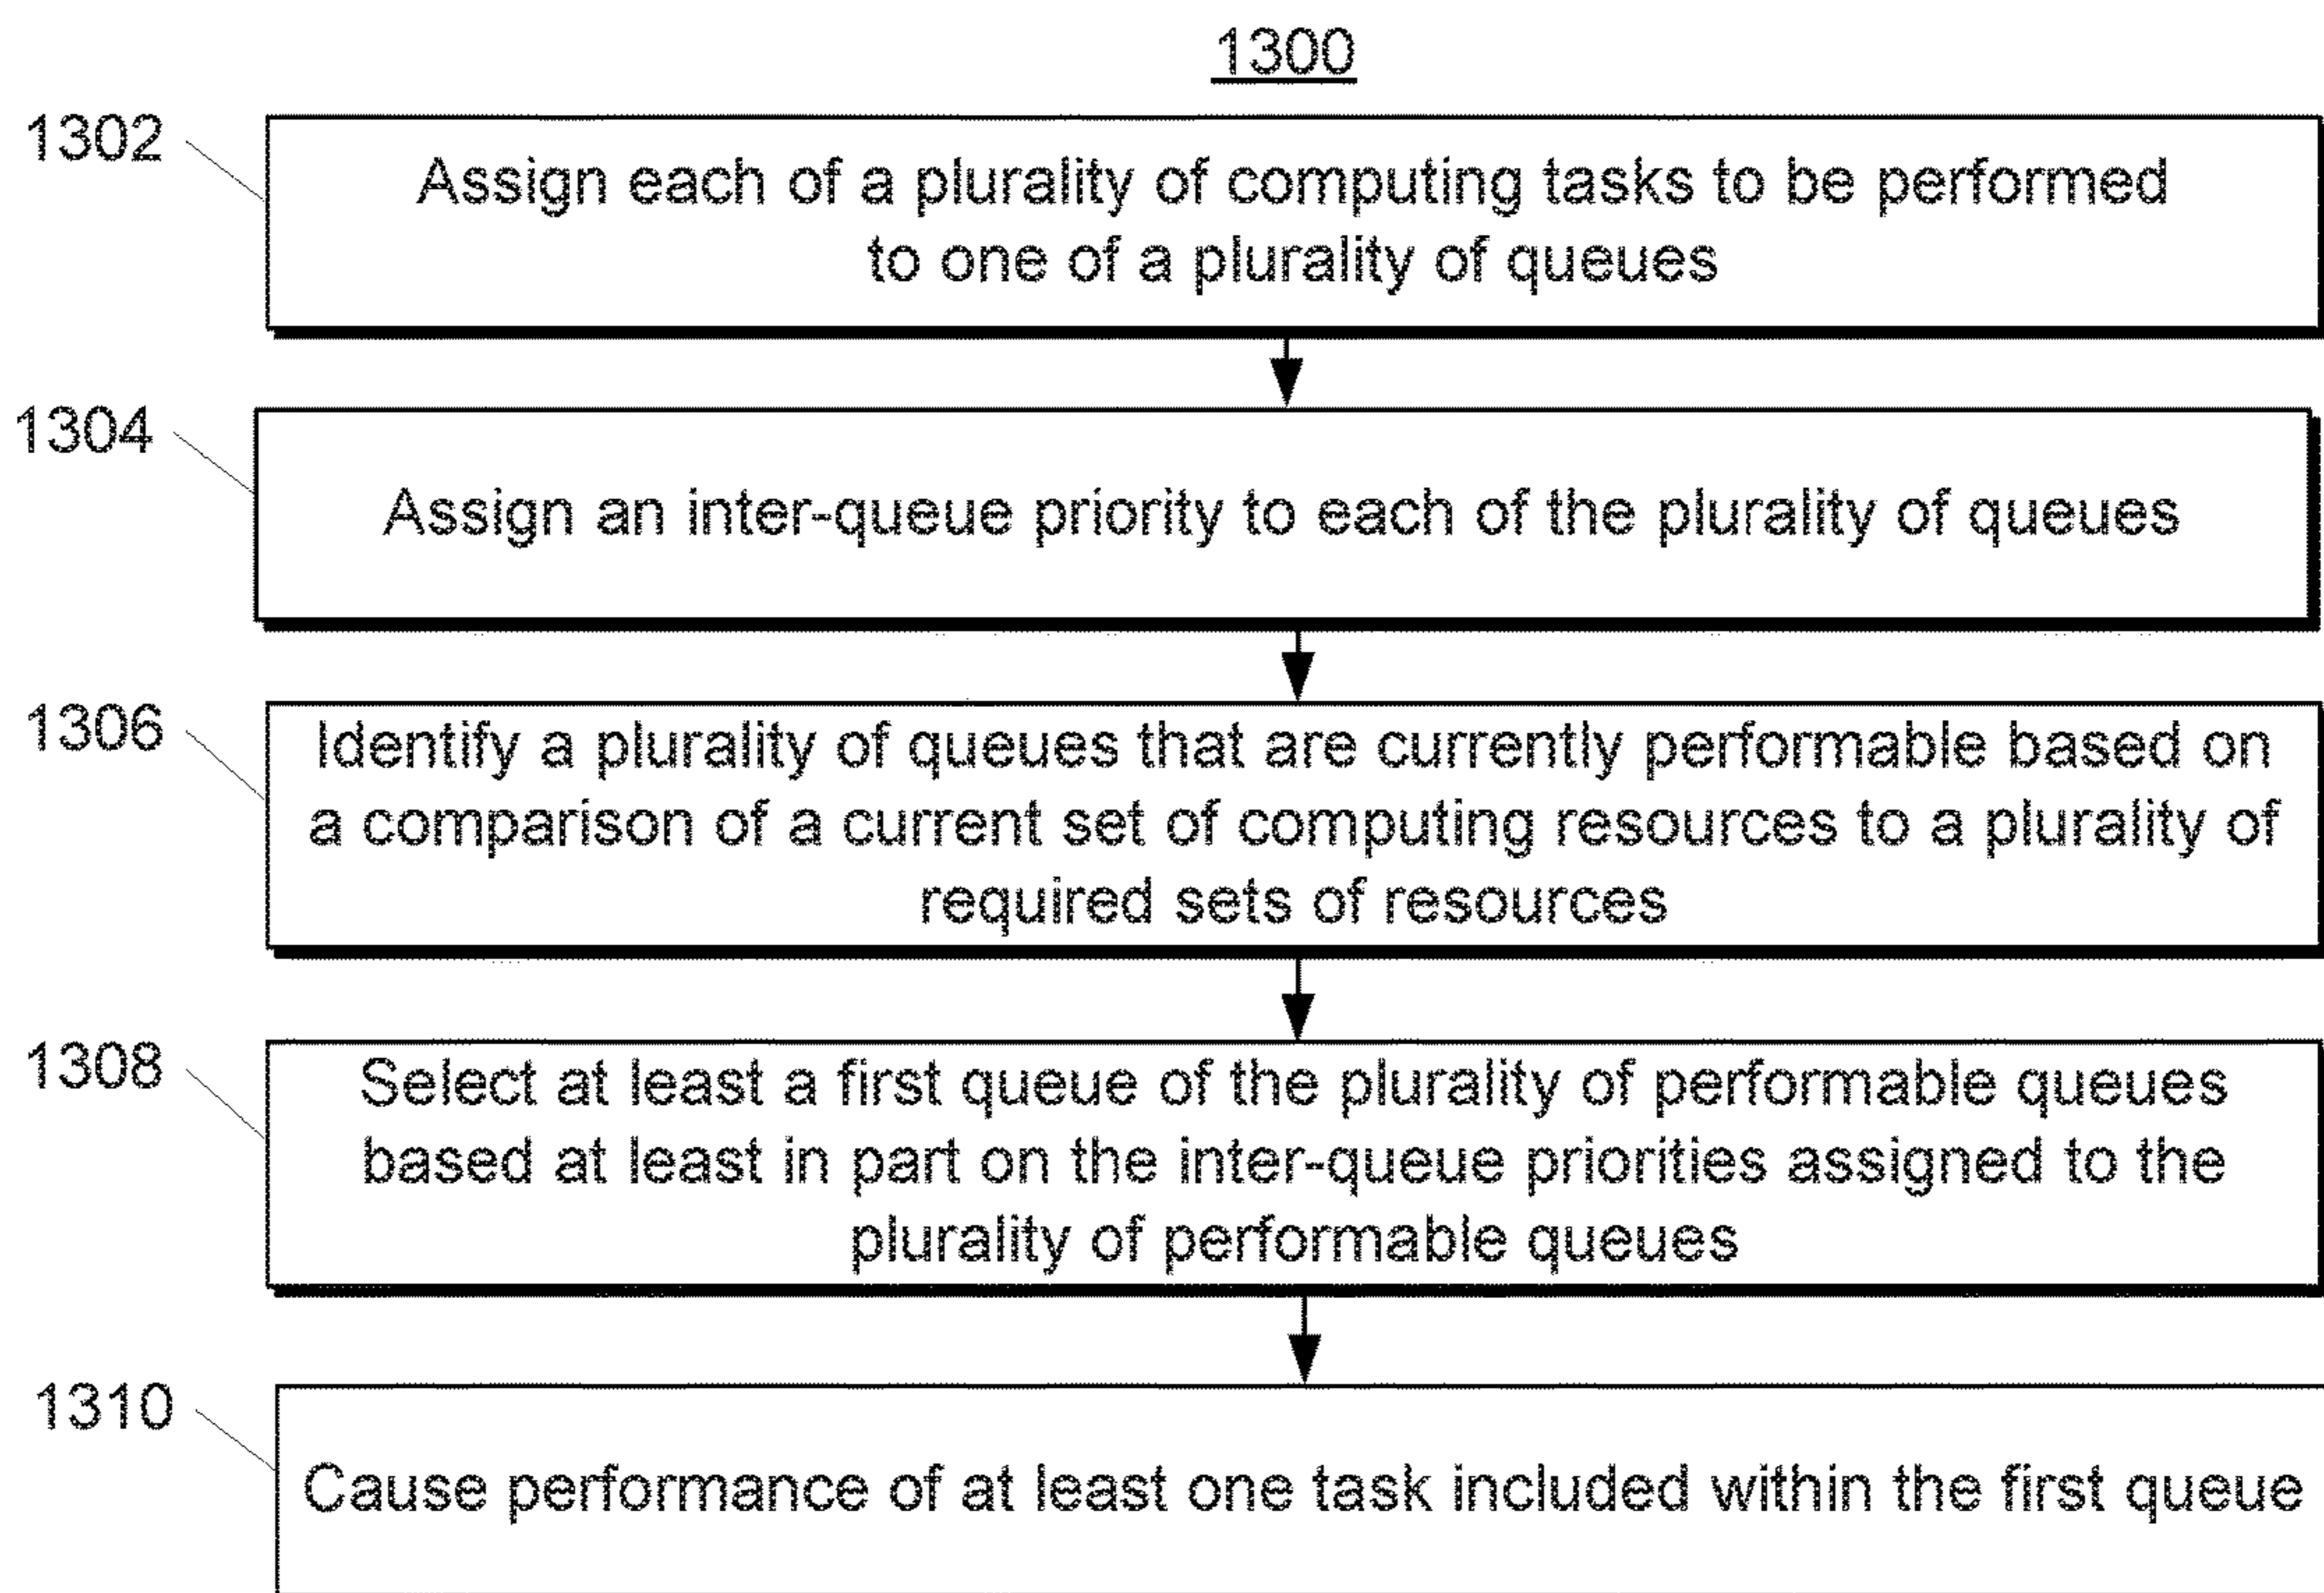 1300
1302
Assign each of a plurality of computing tasks to be performed
to one of a plurality of queues
1304
Assign an inter-queue priority to each of the plurality of queues
1306
Identify a plurality of queues that are currently performable based on
a comparison of a current set of computing resources to a plurality of
required sets of resources
1308
Select at least a first queue of the plurality of performable queues
based at least in part on the inter-queue priorities assigned to the
plurality of performable queues
1310
Cause performance of at least one task included within the first queue